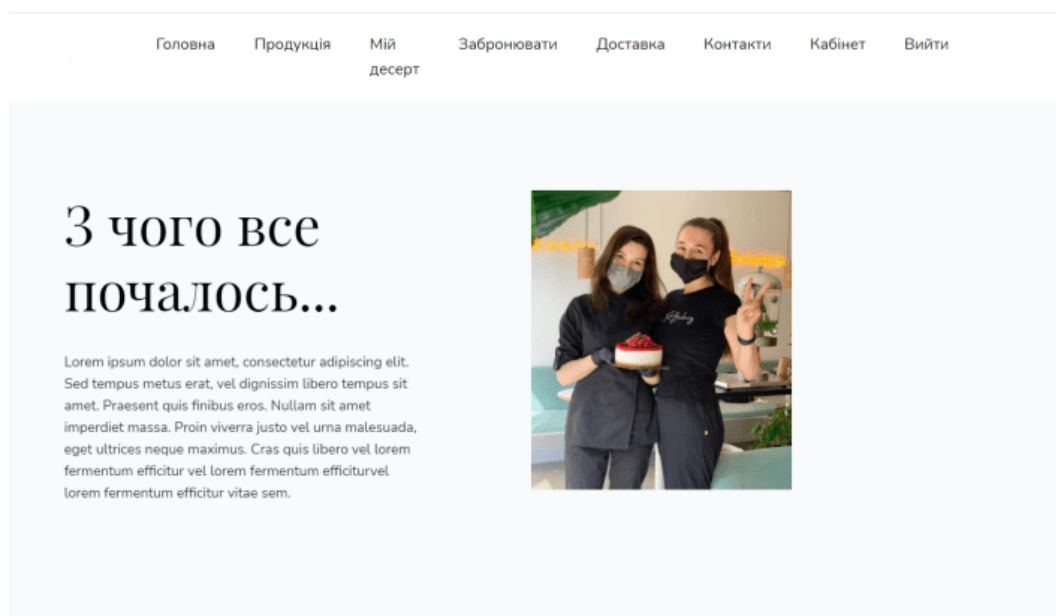 Головна Продукція Мій десерт Забронювати Доставка Контакти Кабінет Вийти
З чого все
почалось...
Lorem ipsum dolor sit amet, consectetur adipiscing elit.
Sed tempus metus erat, vel dignissim libero tempus sit
amet. Praesent quis finibus eros. Nullam sit amet
imperdiet massa. Proin viverra justo vel urna malesuada,
eget ultrices neque maximus. Cras quis libero vel lorem
fermentum efficitur vel lorem fermentum efficiturvel
lorem fermentum efficitur vitae sem.